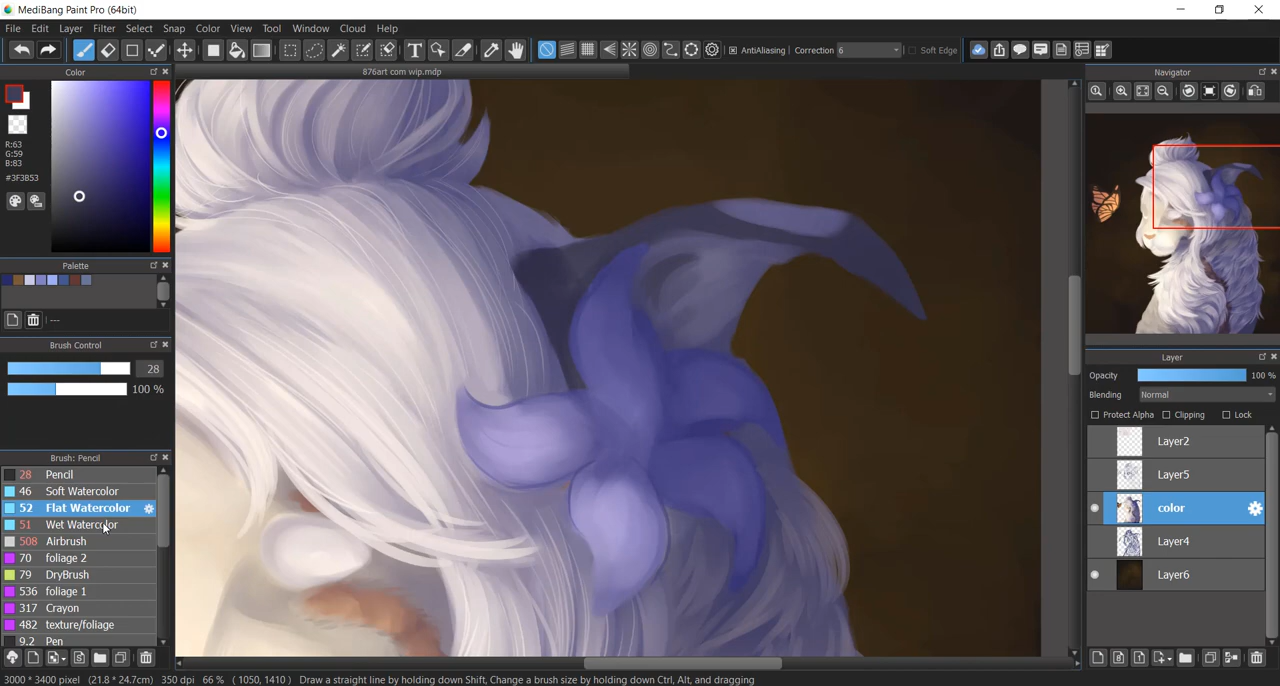 MediBang Paint Pro (64bit)
File Edit Layer Filter Select Snap Color View Tool Window Cloud Help
AntiAliasing Correction 6 Soft Edge
Color
876art com wip.mdp
Navigator
R:63
G:59
B:83
#3F3B53
Palette
---
Brush Control
28
100 %
Brush: Pencil
28 Pencil
46 Soft Watercolor
52 Flat Watercolor
51 Wet Watercolor
508 Airbrush
70 foliage 2
79 DryBrush
536 foliage 1
317 Crayon
482 texture/foliage
9.2 Pen
Layer
Opacity 100 %
Blending Normal
Protect Alpha Clipping Lock
Layer2
Layer5
color
Layer4
Layer6
3000 * 3400 pixel (21.8 * 24.7cm) 350 dpi 66 % ( 1050, 1410 ) Draw a straight line by holding down Shift, Change a brush size by holding down Ctrl, Alt, and dragging